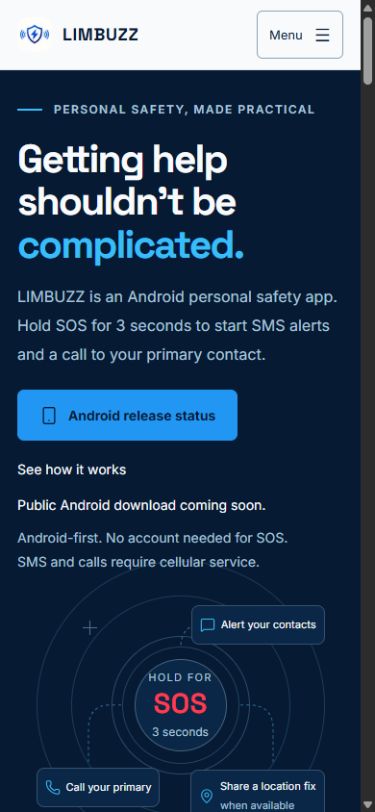 LIMBUZZ
Menu
PERSONAL SAFETY, MADE PRACTICAL
Getting help
shouldn’t be
complicated.
LIMBUZZ is an Android personal safety app.
Hold SOS for 3 seconds to start SMS alerts
and a call to your primary contact.
Android release status
See how it works
Public Android download coming soon.
Android-first. No account needed for SOS.
SMS and calls require cellular service.
Alert your contacts
HOLD FOR
SOS
3 seconds
Call your primary
Share a location fix
when available